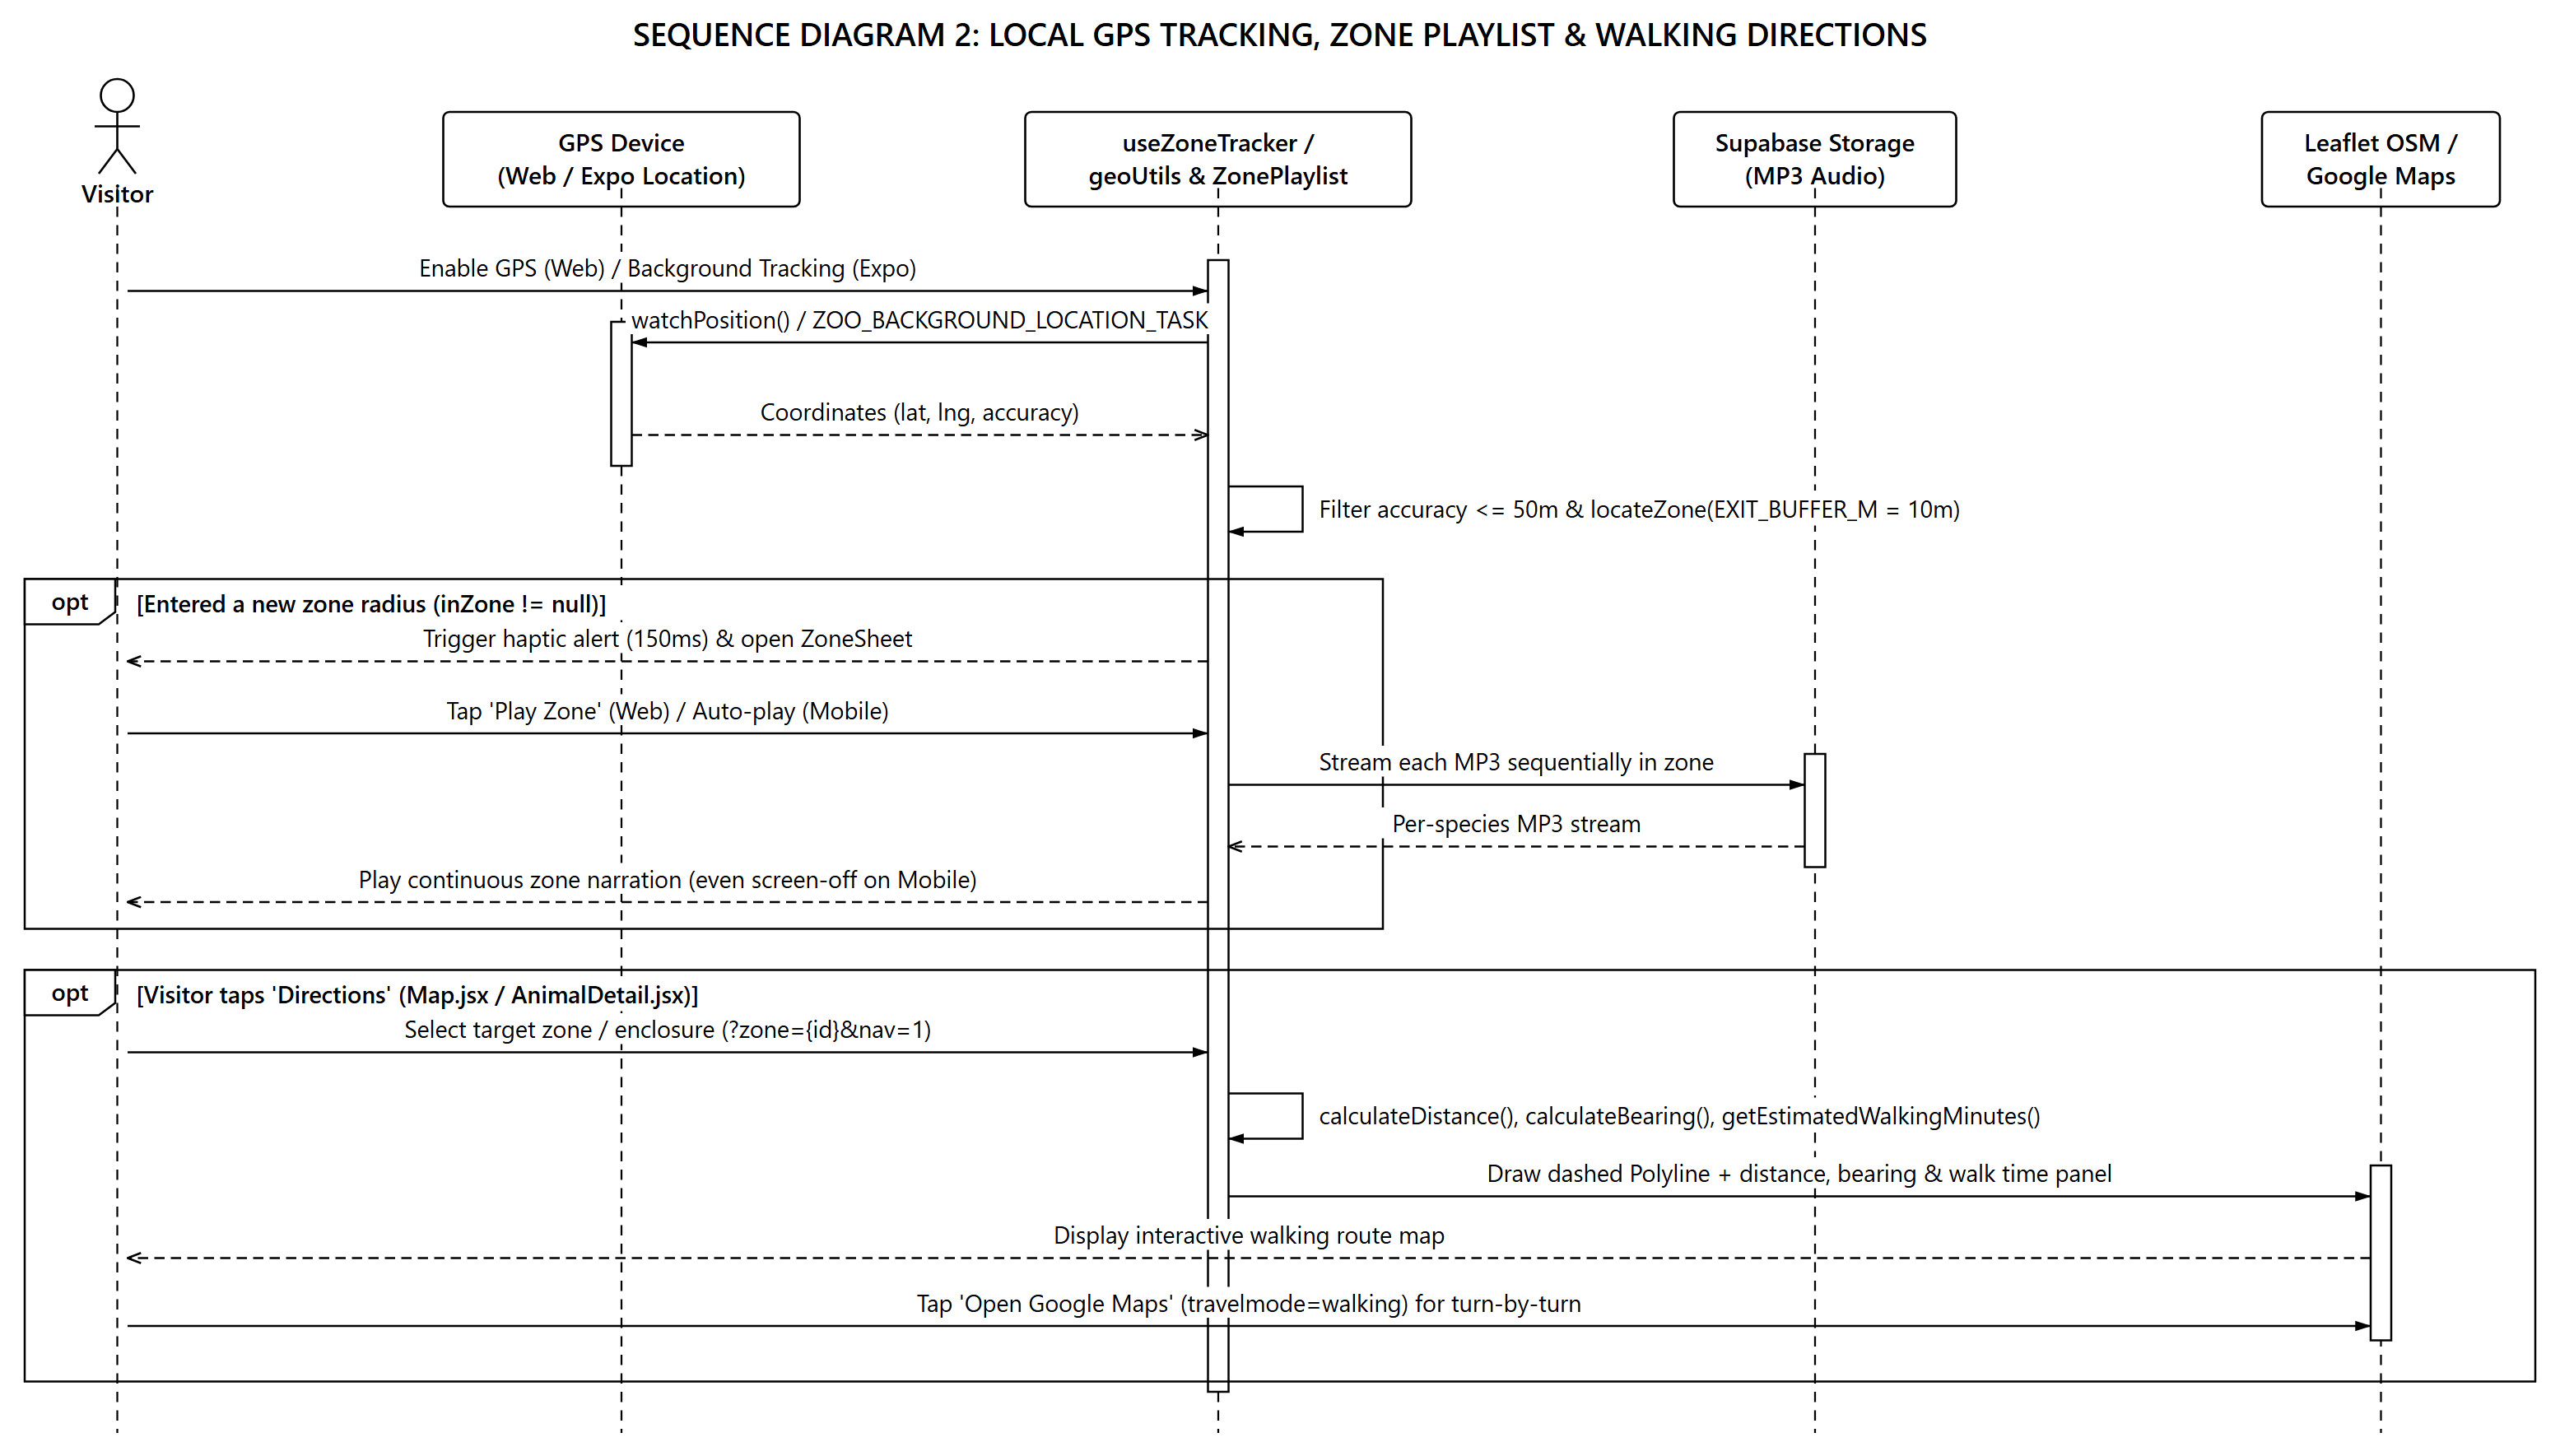 SEQUENCE DIAGRAM 2: LOCAL GPS TRACKING, ZONE PLAYLIST & WALKING DIRECTIONS
Visitor
GPS Device
(Web / Expo Location)
useZoneTracker /
geoUtils & ZonePlaylist
Supabase Storage
(MP3 Audio)
Leaflet OSM /
Google Maps
Enable GPS (Web) / Background Tracking (Expo)
watchPosition() / ZOO_BACKGROUND_LOCATION_TASK
Coordinates (lat, lng, accuracy)
Filter accuracy <= 50m & locateZone(EXIT_BUFFER_M = 10m)
opt
[Entered a new zone radius (inZone != null)]
Trigger haptic alert (150ms) & open ZoneSheet
Tap 'Play Zone' (Web) / Auto-play (Mobile)
Stream each MP3 sequentially in zone
Per-species MP3 stream
Play continuous zone narration (even screen-off on Mobile)
opt
[Visitor taps 'Directions' (Map.jsx / AnimalDetail.jsx)]
Select target zone / enclosure (?zone={id}&nav=1)
calculateDistance(), calculateBearing(), getEstimatedWalkingMinutes()
Draw dashed Polyline + distance, bearing & walk time panel
Display interactive walking route map
Tap 'Open Google Maps' (travelmode=walking) for turn-by-turn